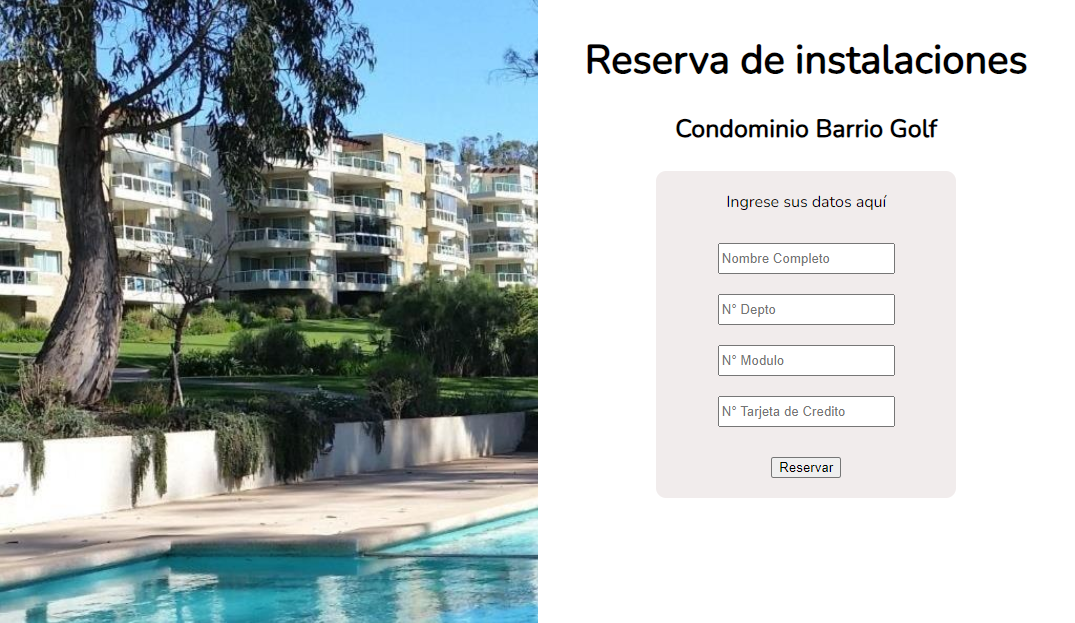 Reserva de instalaciones
Condominio Barrio Golf
Ingrese sus datos aquí
Nombre Completo
N° Depto
N° Modulo
N° Tarjeta de Credito
Reservar